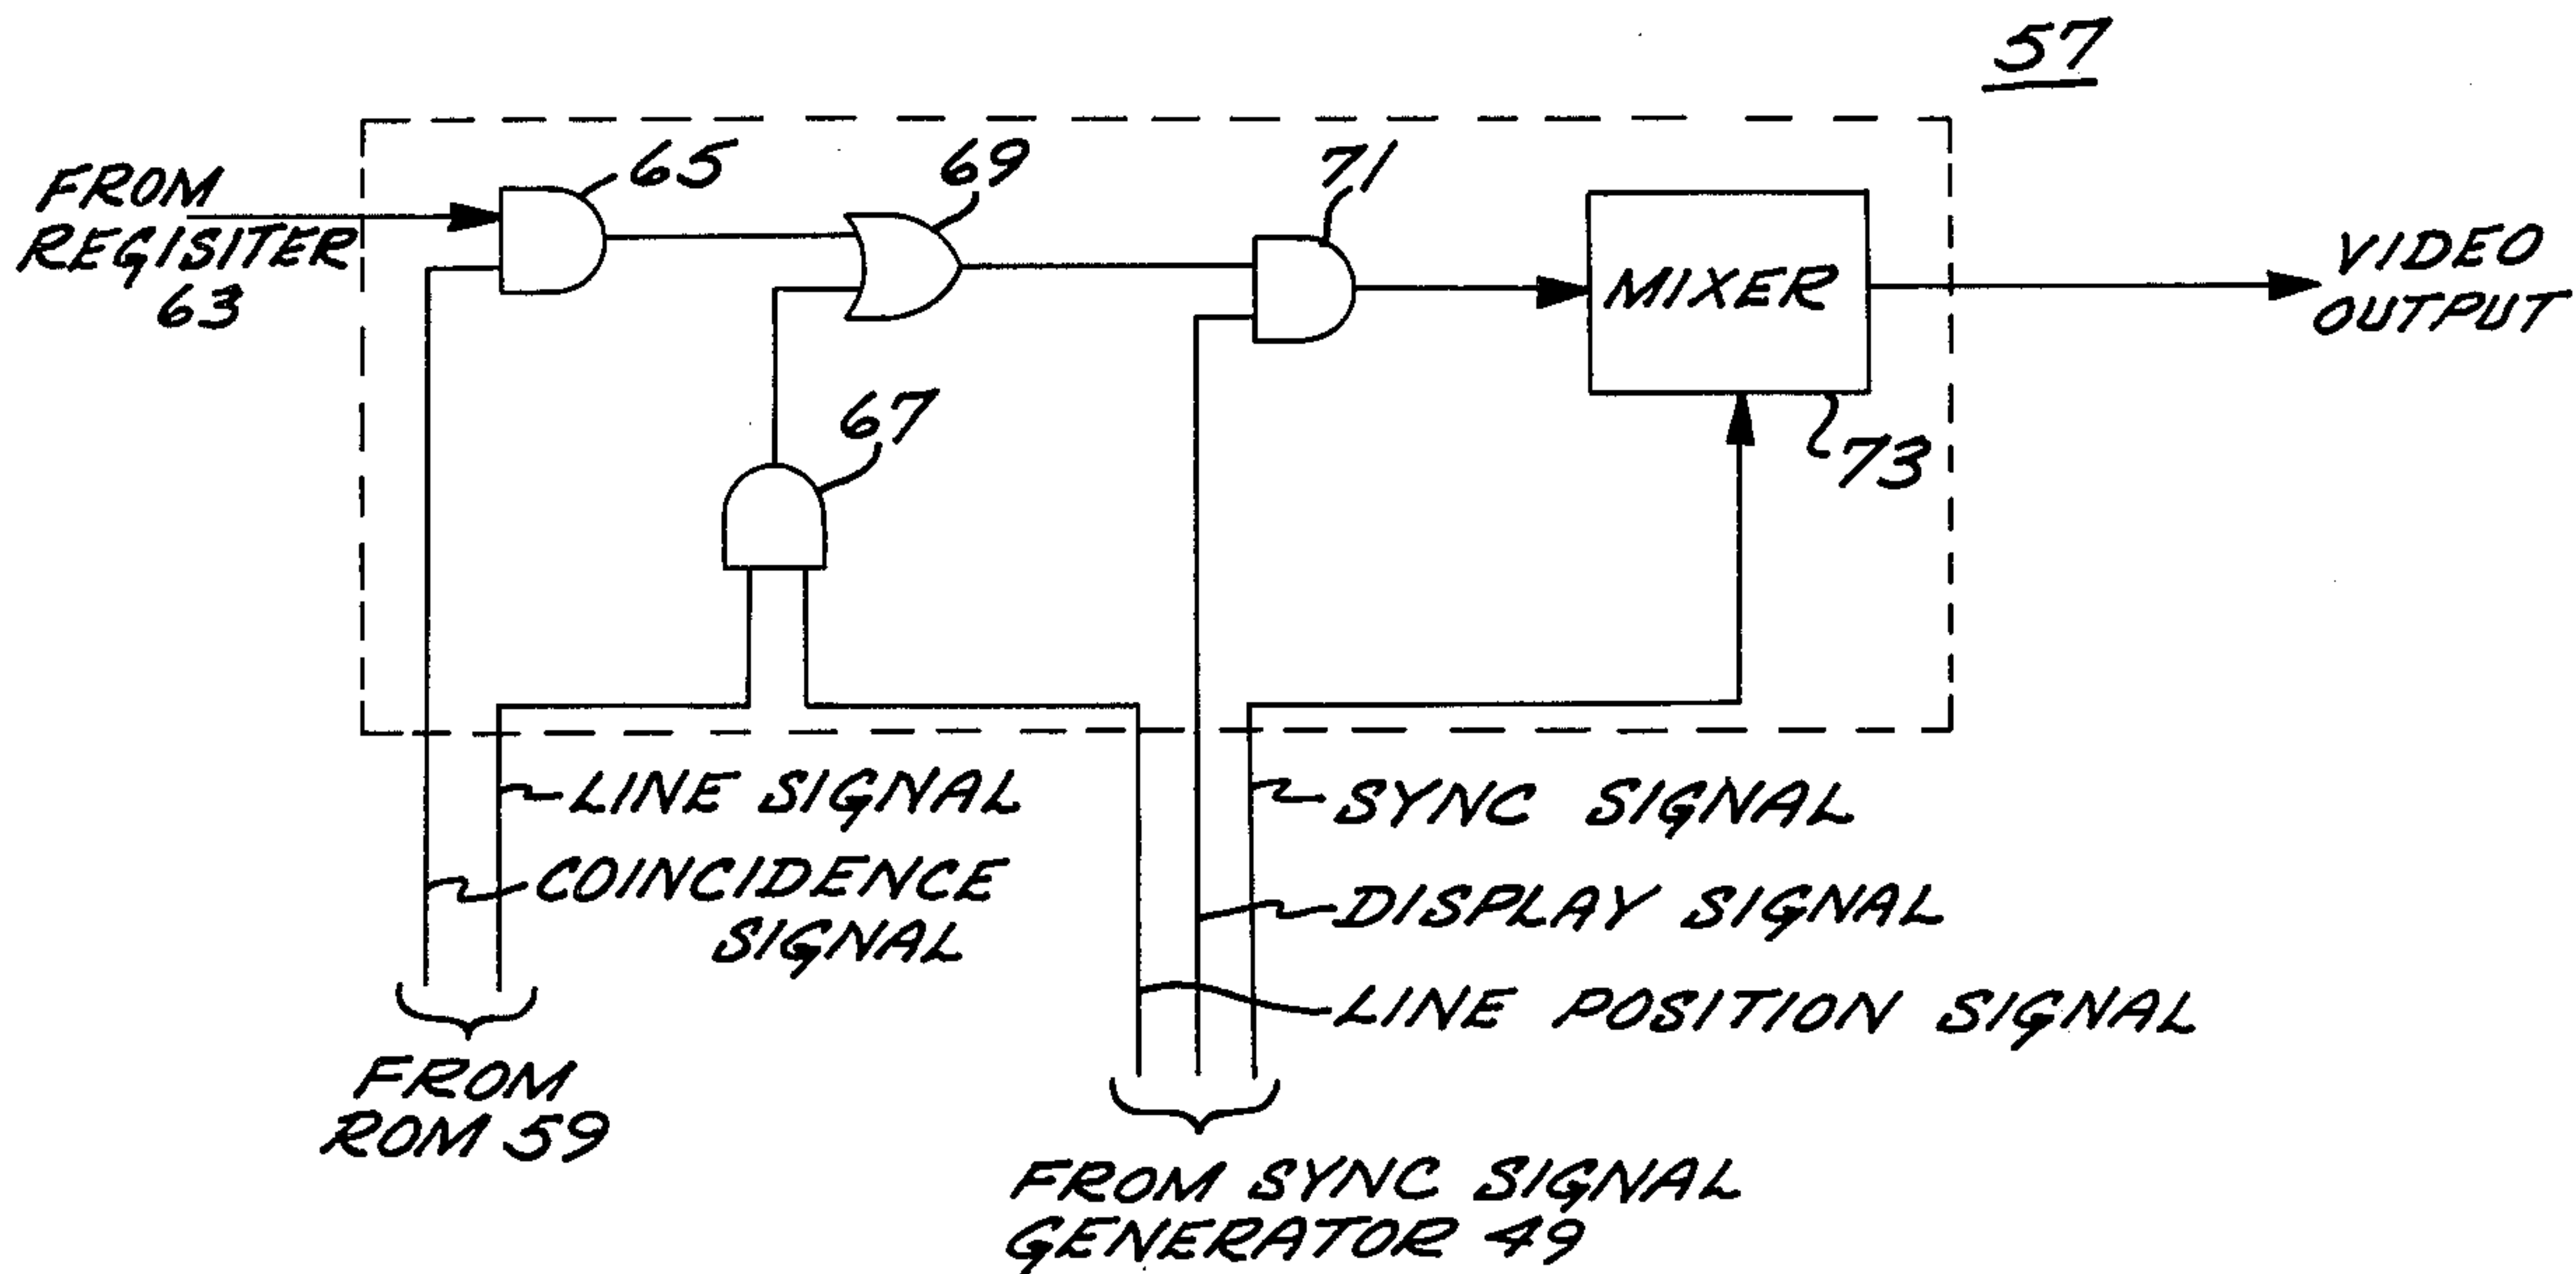 57
FROM
REGISITER
63
65
69
71
MIXER
VIDEO
OUTPUT
67
73
LINE SIGNAL
COINCIDENCE
SIGNAL
SYNC SIGNAL
DISPLAY SIGNAL
LINE POSITION SIGNAL
FROM
ROM 59
FROM SYNC SIGNAL
GENERATOR 49